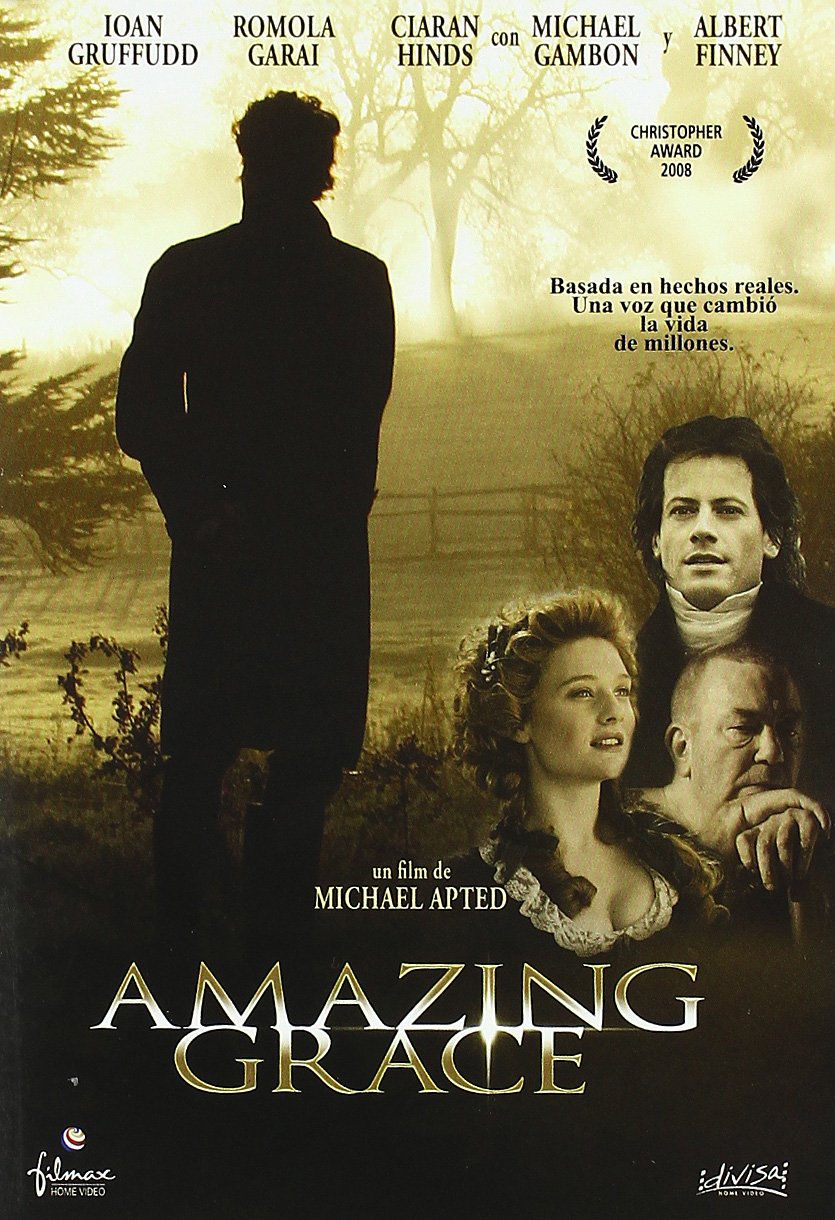 IOAN GRUFFUDD
ROMOLA GARAI
CIARAN HINDS
con
MICHAEL GAMBON
y
ALBERT FINNEY
CHRISTOPHER
AWARD
2008
Basada en hechos reales.
Una voz que cambió
la vida
de millones.
un film de
MICHAEL APTED
AMAZING
GRACE
filmax
HOME VIDEO
divisa
HOME VIDEO